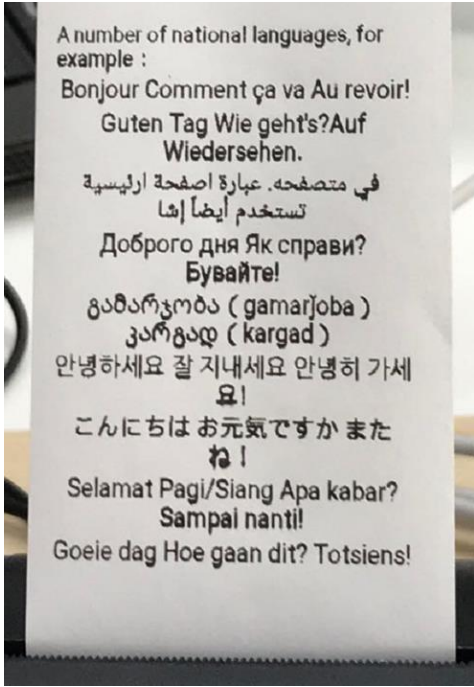 A number of national languages, for
example :
Bonjour Comment ça va Au revoir!
Guten Tag Wie geht's?Auf
Wiedersehen.
في متصفحه. عبارة اصفحة ارئيسية
تستخدم أيضاً إشا
Доброго дня Як справи?
Бувайте!
გამარჯობა ( gamarǰoba )
კარგად ( kargad )
안녕하세요 잘 지내세요 안녕히 가세
요!
こんにちは お元気ですか また
ね！
Selamat Pagi/Siang Apa kabar?
Sampai nanti!
Goeie dag Hoe gaan dit? Totsiens!